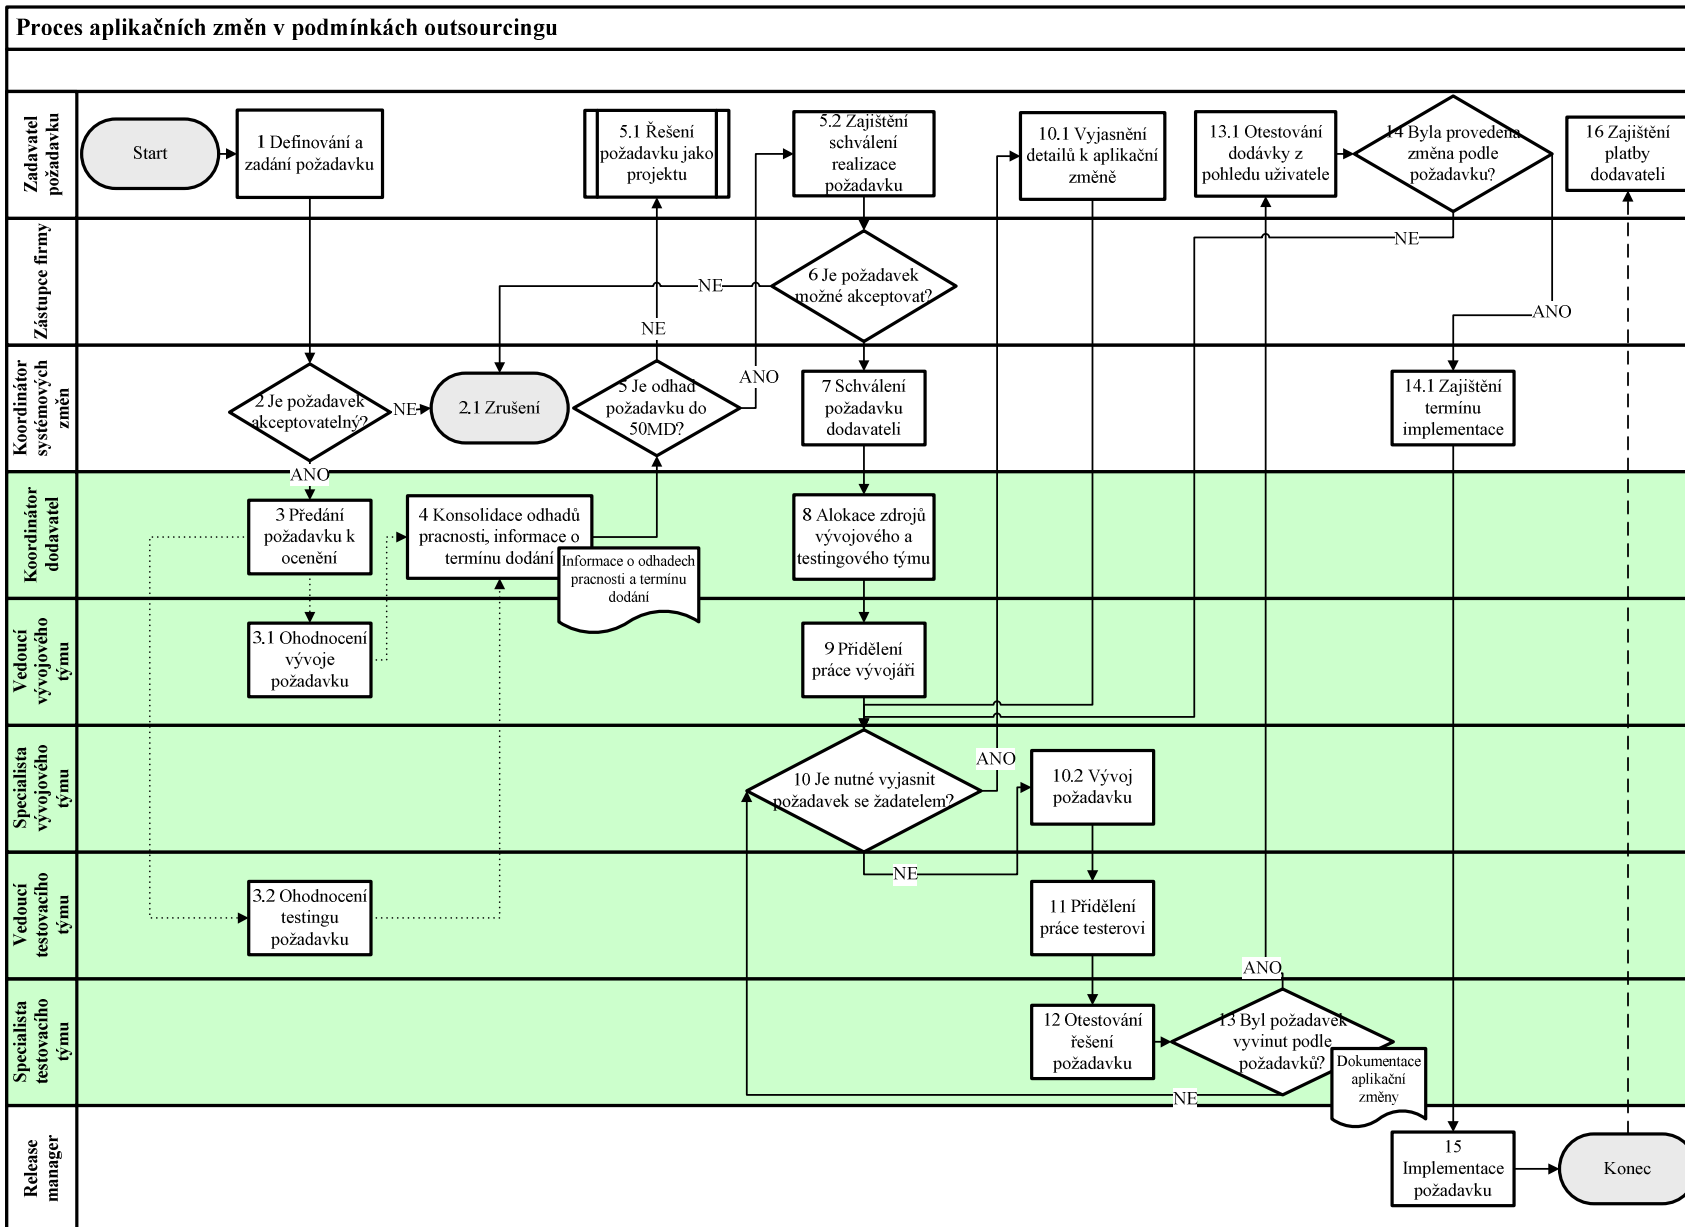 Proces aplikačních změn v podmínkách outsourcingu
Zadavatel
požadavku
Start
1 Definování a
zadání požadavku
5.1 Řešení
požadavku jako
projektu
5.2 Zajištění
schválení
realizace
požadavku
10.1 Vyjasnění
detailů k aplikační
změně
13.1 Otestování
dodávky z
pohledu uživatele
14 Byla provedena
změna podle
požadavku?
16 Zajištění
platby
dodavateli
Zástupce firmy
6 Je požadavek
možné akceptovat?
NE
NE
NE
ANO
Koordinátor
systémových
změn
2 Je požadavek
akceptovatelný?
NE
2.1 Zrušení
5 Je odhad
požadavku do
50MD?
ANO
7 Schválení
požadavku
dodavateli
14.1 Zajištění
termínu
implementace
ANO
Koordinátor
dodavatel
3 Předání
požadavku k
ocenění
4 Konsolidace odhadů
pracnosti, informace o
termínu dodání
Informace o odhadech
pracnosti a termínu
dodání
8 Alokace zdrojů
vývojového a
testingového týmu
Vedoucí
vývojového
týmu
3.1 Ohodnocení
vývoje
požadavku
9 Přidělení
práce vývojáři
Specialista
vývojového
týmu
10 Je nutné vyjasnit
požadavek se žadatelem?
ANO
10.2 Vývoj
požadavku
NE
Vedoucí
testovacího
týmu
3.2 Ohodnocení
testingu
požadavku
11 Přidělení
práce testerovi
ANO
Specialista
testovacího
týmu
12 Otestování
řešení
požadavku
13 Byl požadavek
vyvinut podle
požadavků?
Dokumentace
aplikační
změny
NE
Release
manager
15
Implementace
požadavku
Konec